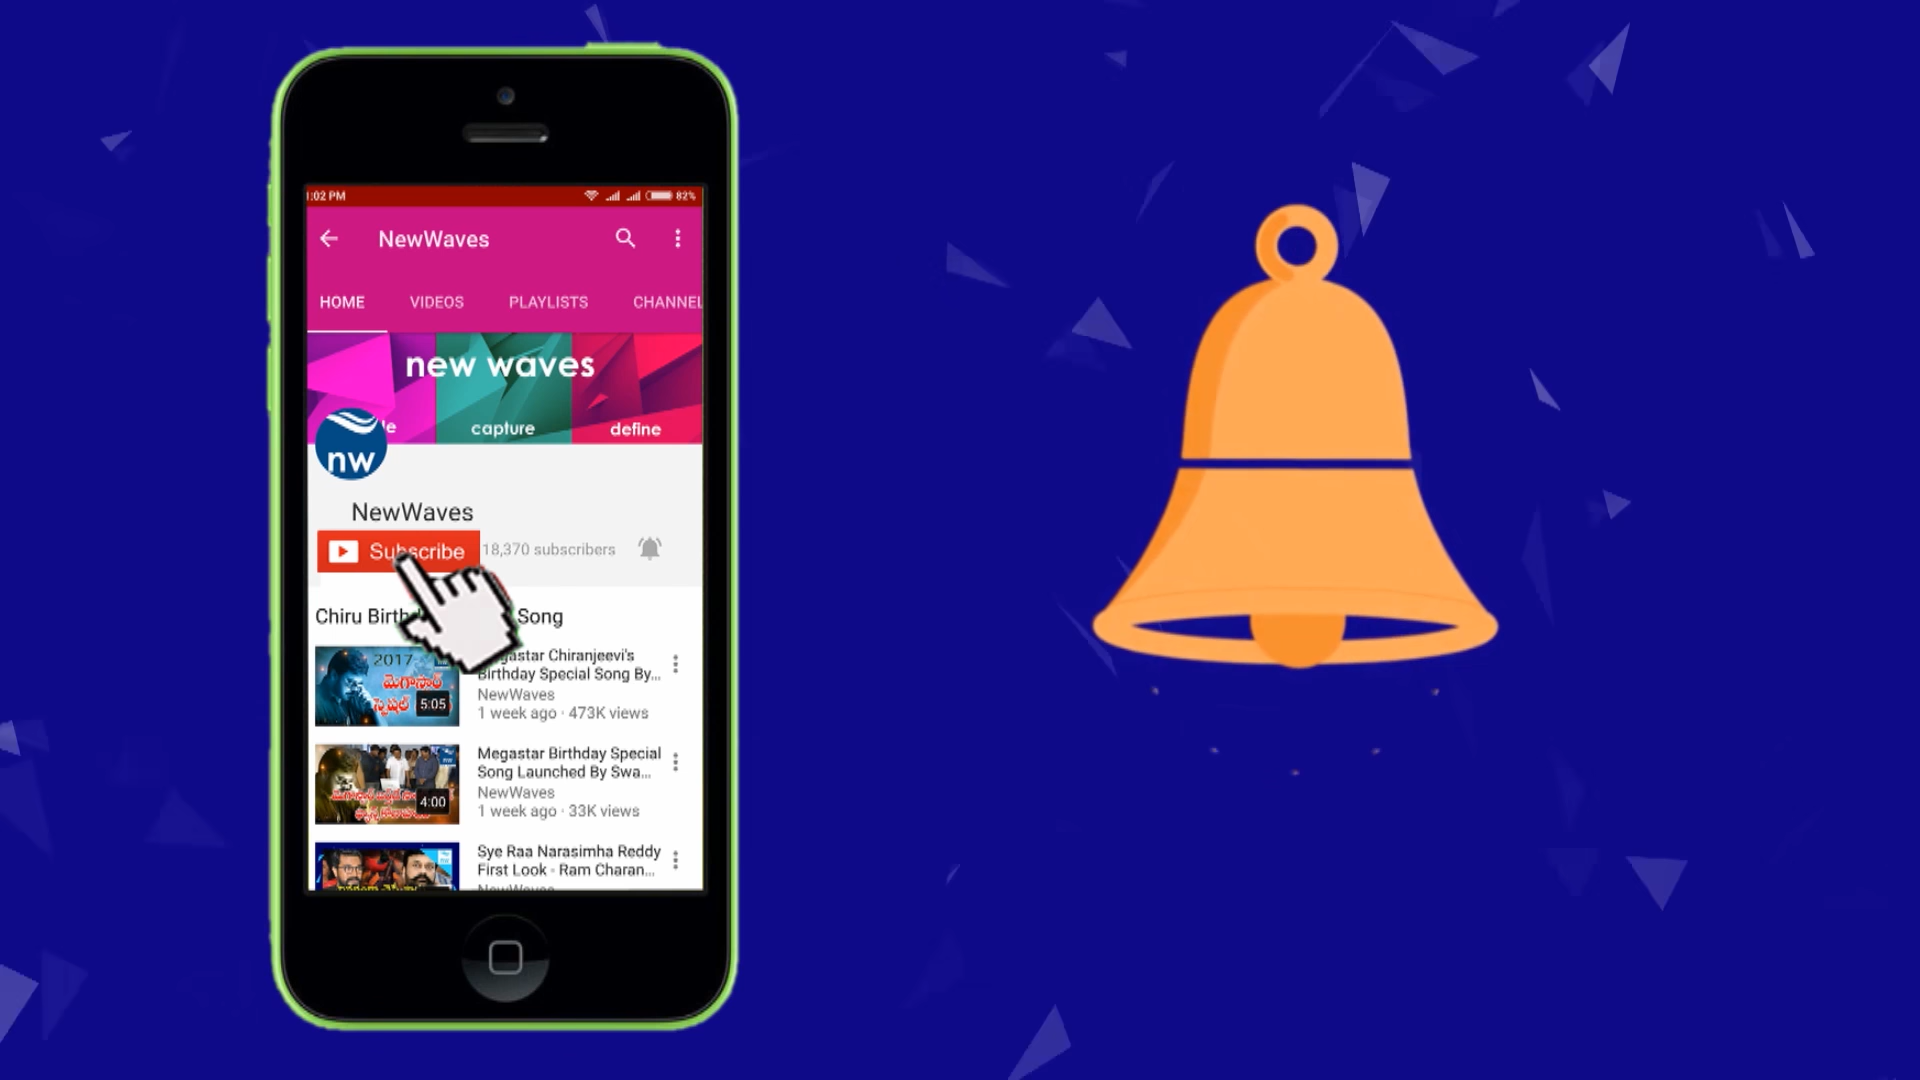 1:02 PM
82%
NewWaves
HOME VIDEOS PLAYLISTS CHANNEL
new waves
capture
define
nw
NewWaves
Subscribe
18,370 subscribers
Chiru Birth Song
2017
మెగాస్టార్
స్పెషల్
5:05
Chiranjeevi's
Birthday Special Song By...
NewWaves
1 week ago · 473K views
4:00
Megastar Birthday Special
Song Launched By Swa...
NewWaves
1 week ago · 33K views
Sye Raa Narasimha Reddy
First Look - Ram Charan...
NewWaves